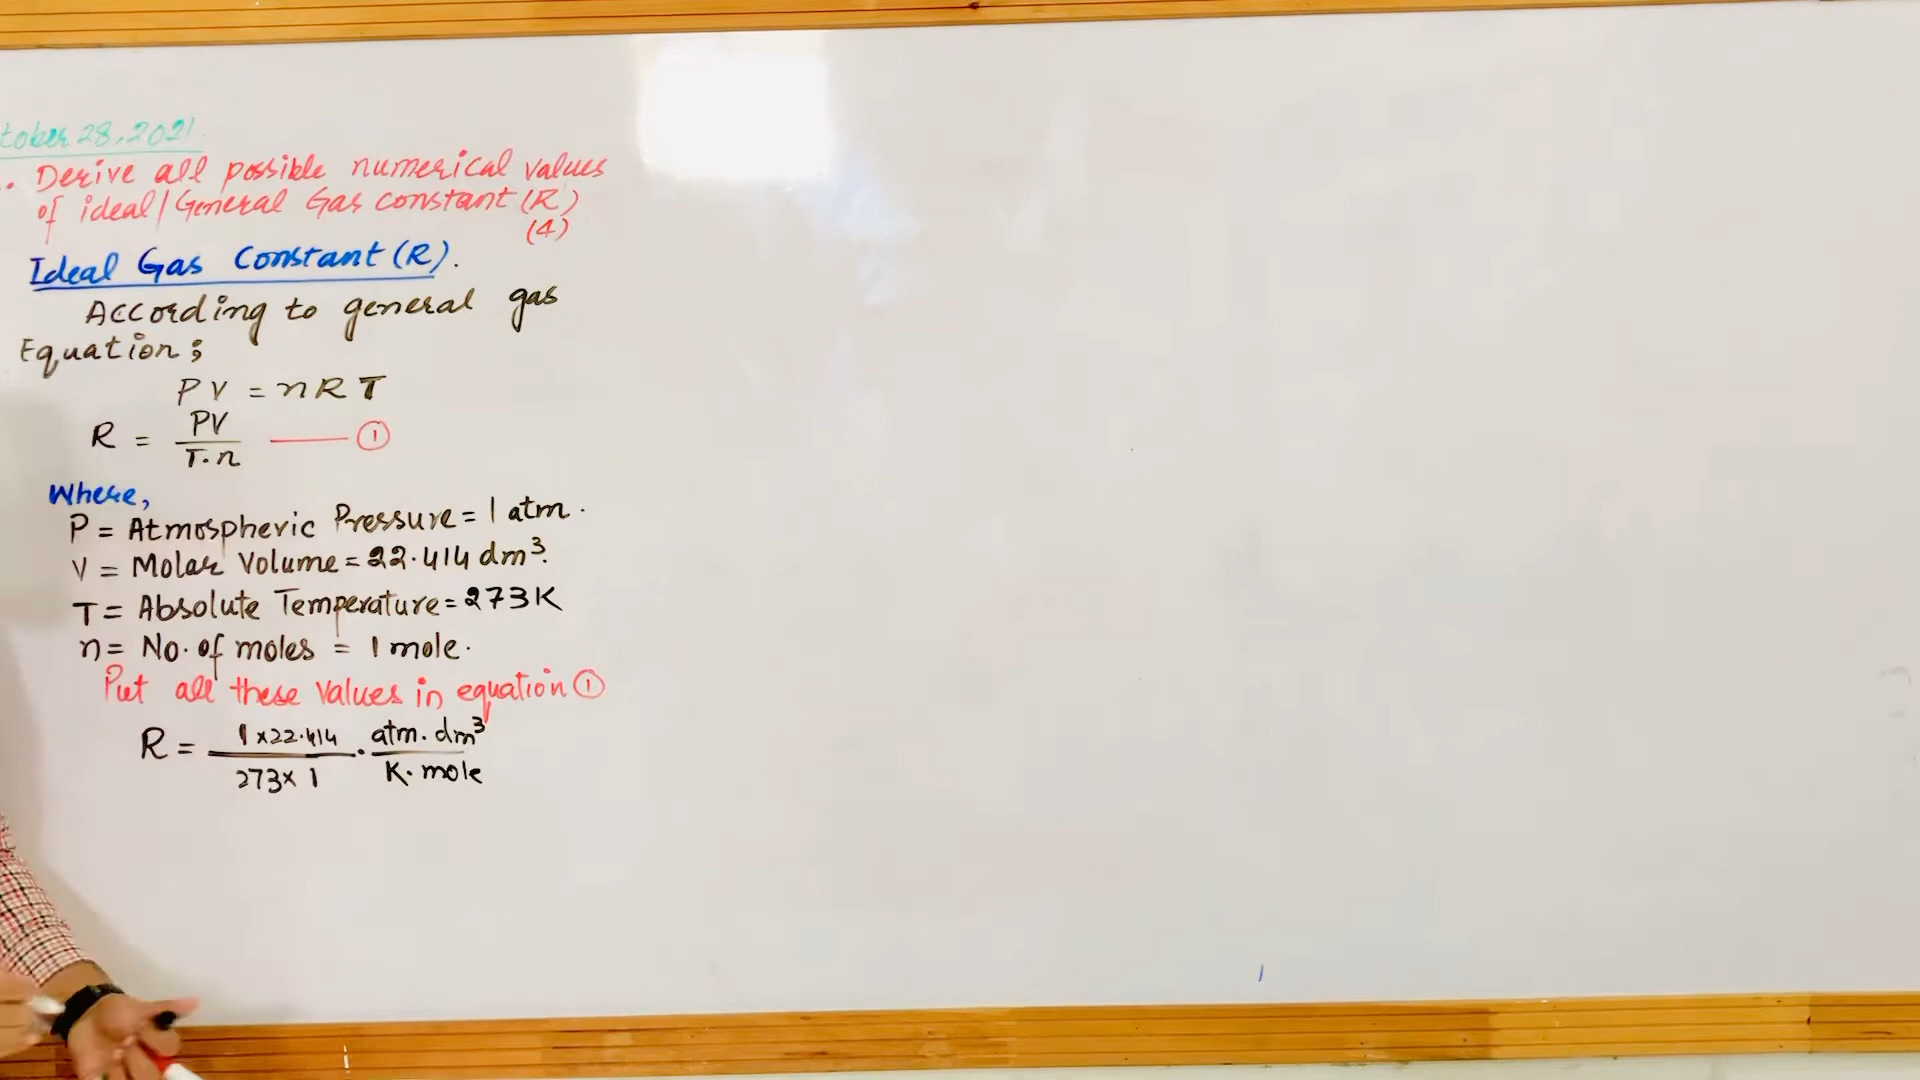 tober 28, 2021
. Derive all possible numerical values
of ideal/General Gas constant (R)
(4)
Ideal Gas Constant (R).
According to general gas
Equation;
PV = nRT
R = PV / T.n ——— ①
Where,
P = Atmospheric Pressure = 1 atm.
V = Molar Volume = 22.414 dm³.
T = Absolute Temperature = 273K
n = No. of moles = 1 mole.
Put all these values in equation ①
R = 1 x 22.414 / 273 x 1 . atm. dm³ / K. mole